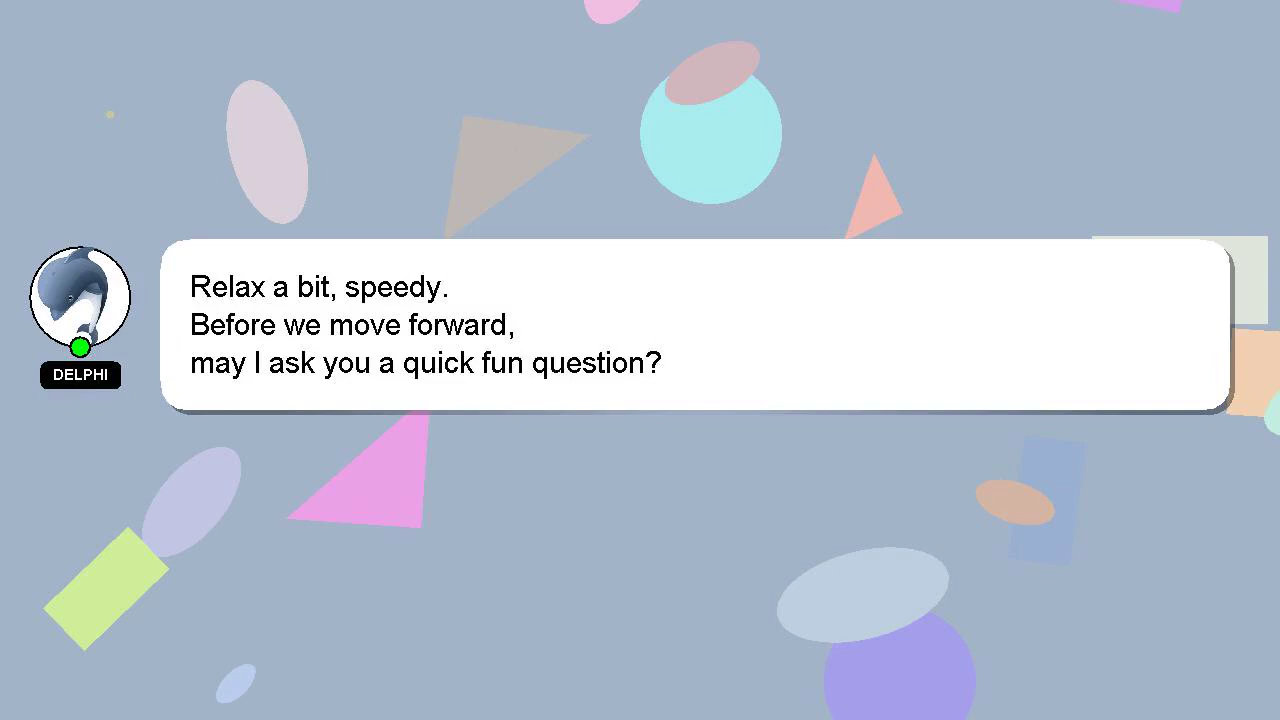 Relax a bit, speedy.
Before we move forward,
may I ask you a quick fun question?
DELPHI